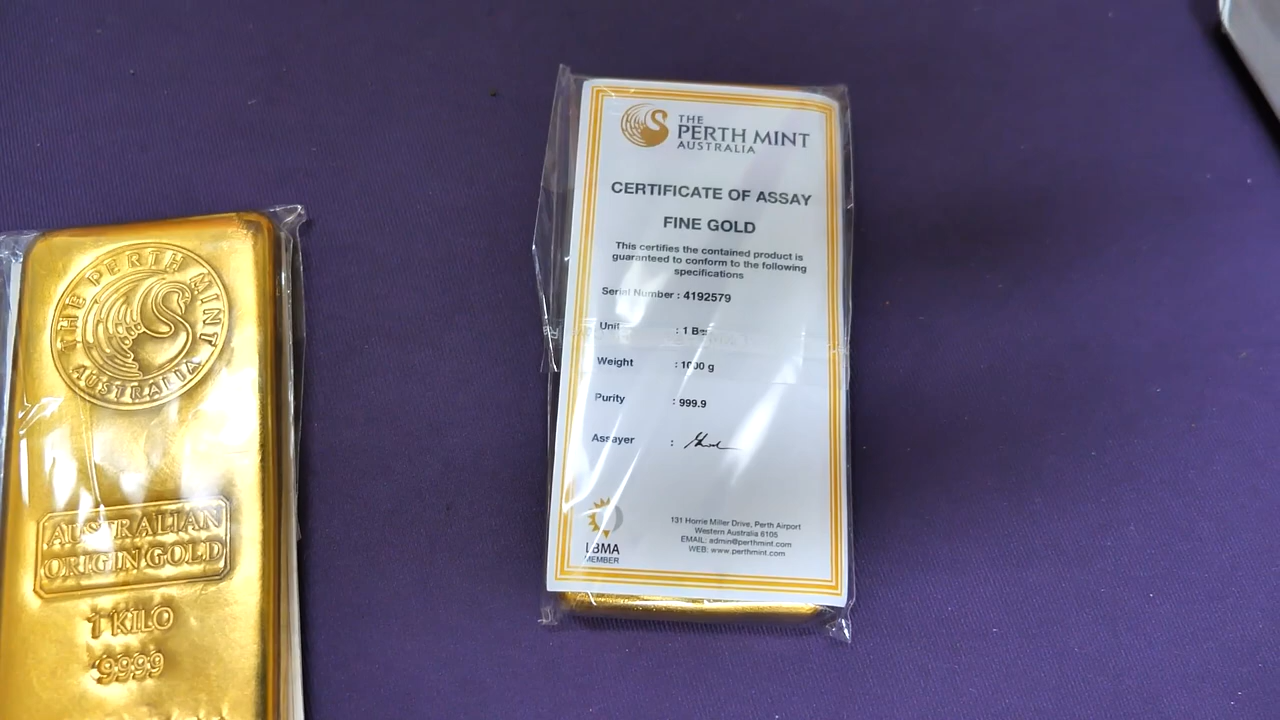 THE PERTH MINT
AUSTRALIA
AUSTRALIAN
ORIGIN GOLD
1 KILO
9999
THE
PERTH MINT
AUSTRALIA
CERTIFICATE OF ASSAY
FINE GOLD
This certifies the contained product is
guaranteed to conform to the following
specifications
Serial Number : 4192579
Unit : 1 Bar
Weight : 1000 g
Purity : 999.9
Assayer :
LBMA
MEMBER
131 Horrie Miller Drive, Perth Airport
Western Australia 6105
EMAIL: admin@perthmint.com
WEB: www.perthmint.com